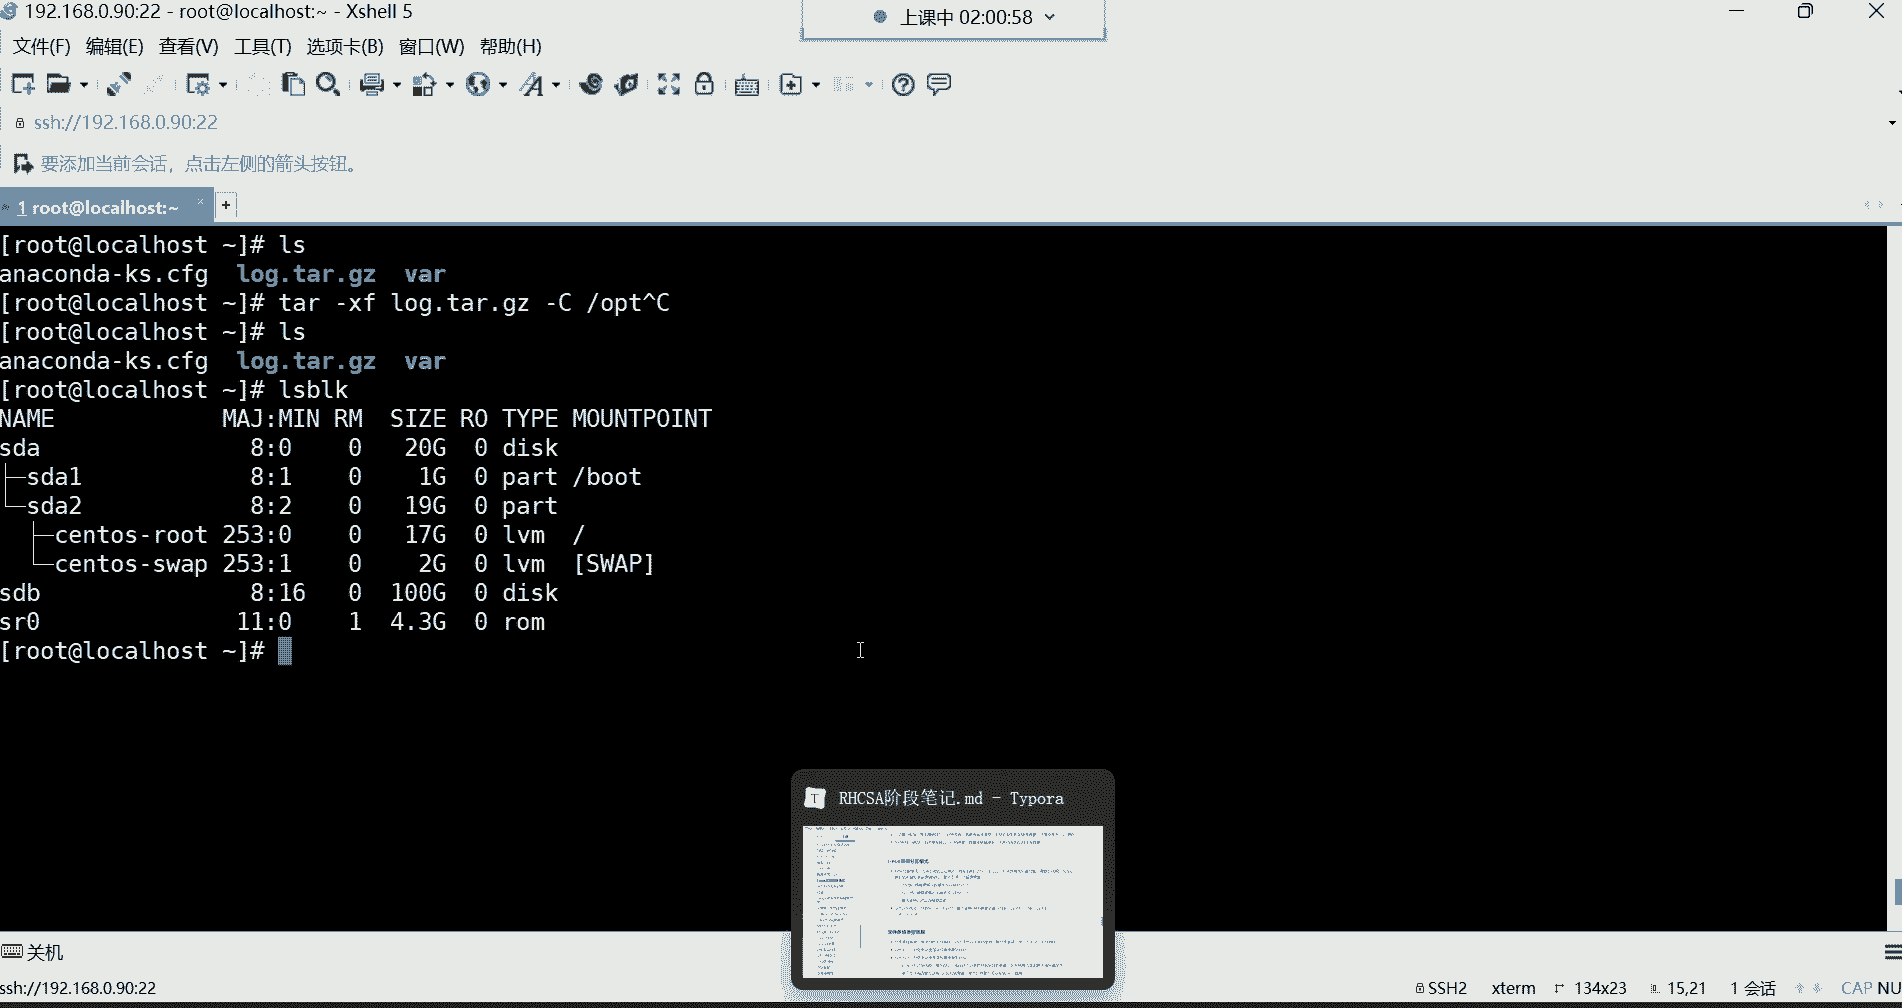 192.168.0.90:22 - root@localhost:~ - Xshell 5
上课中 02:00:58
文件(F) 编辑(E) 查看(V) 工具(T) 选项卡(B) 窗口(W) 帮助(H)
ssh://192.168.0.90:22
要添加当前会话，点击左侧的箭头按钮。
1 root@localhost:~ × +
[root@localhost ~]# ls
anaconda-ks.cfg  log.tar.gz  var
[root@localhost ~]# tar -xf log.tar.gz -C /opt^C
[root@localhost ~]# ls
anaconda-ks.cfg  log.tar.gz  var
[root@localhost ~]# lsblk
NAME            MAJ:MIN RM  SIZE RO TYPE MOUNTPOINT
sda               8:0    0   20G  0 disk
├─sda1            8:1    0    1G  0 part /boot
└─sda2            8:2    0   19G  0 part
  ├─centos-root 253:0    0   17G  0 lvm  /
  └─centos-swap 253:1    0    2G  0 lvm  [SWAP]
sdb               8:16   0  100G  0 disk
sr0              11:0    1  4.3G  0 rom
[root@localhost ~]#
T RHCSA阶段笔记.md - Typora
关机
ssh://192.168.0.90:22
SSH2 xterm 134x23 15,21 1 会话 CAP NU